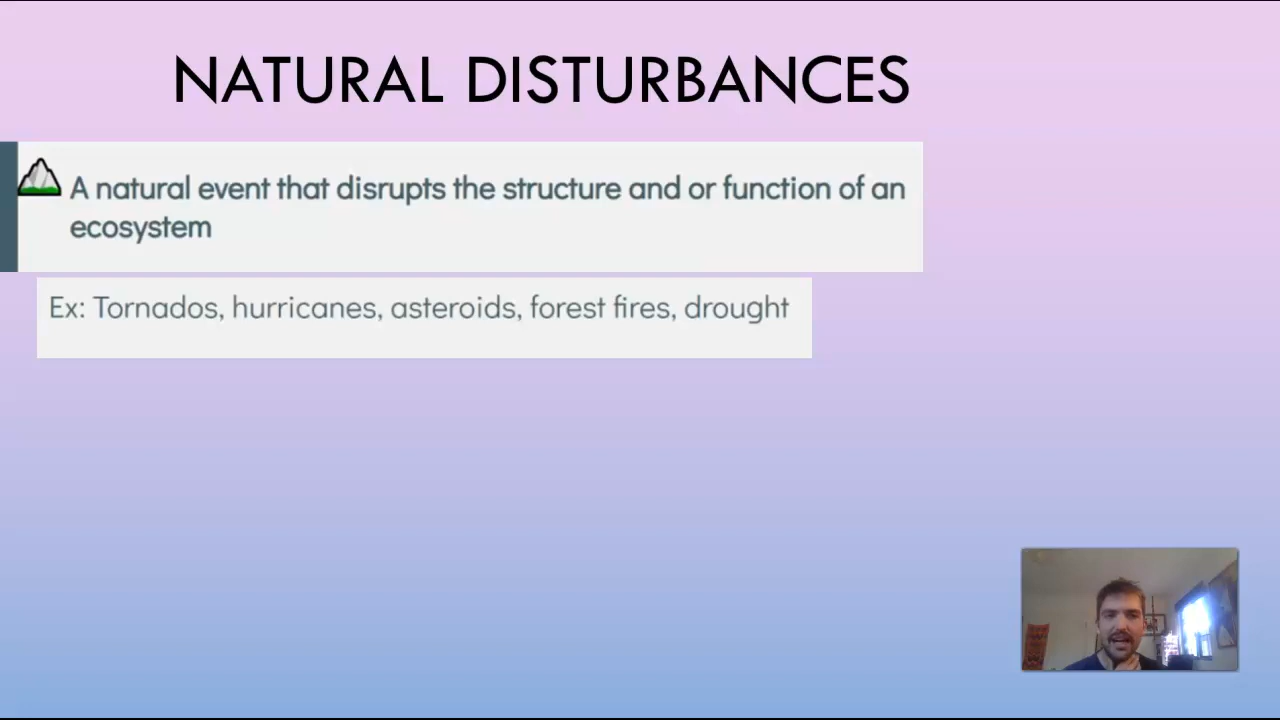 NATURAL DISTURBANCES
A natural event that disrupts the structure and or function of an
ecosystem
Ex: Tornados, hurricanes, asteroids, forest fires, drought